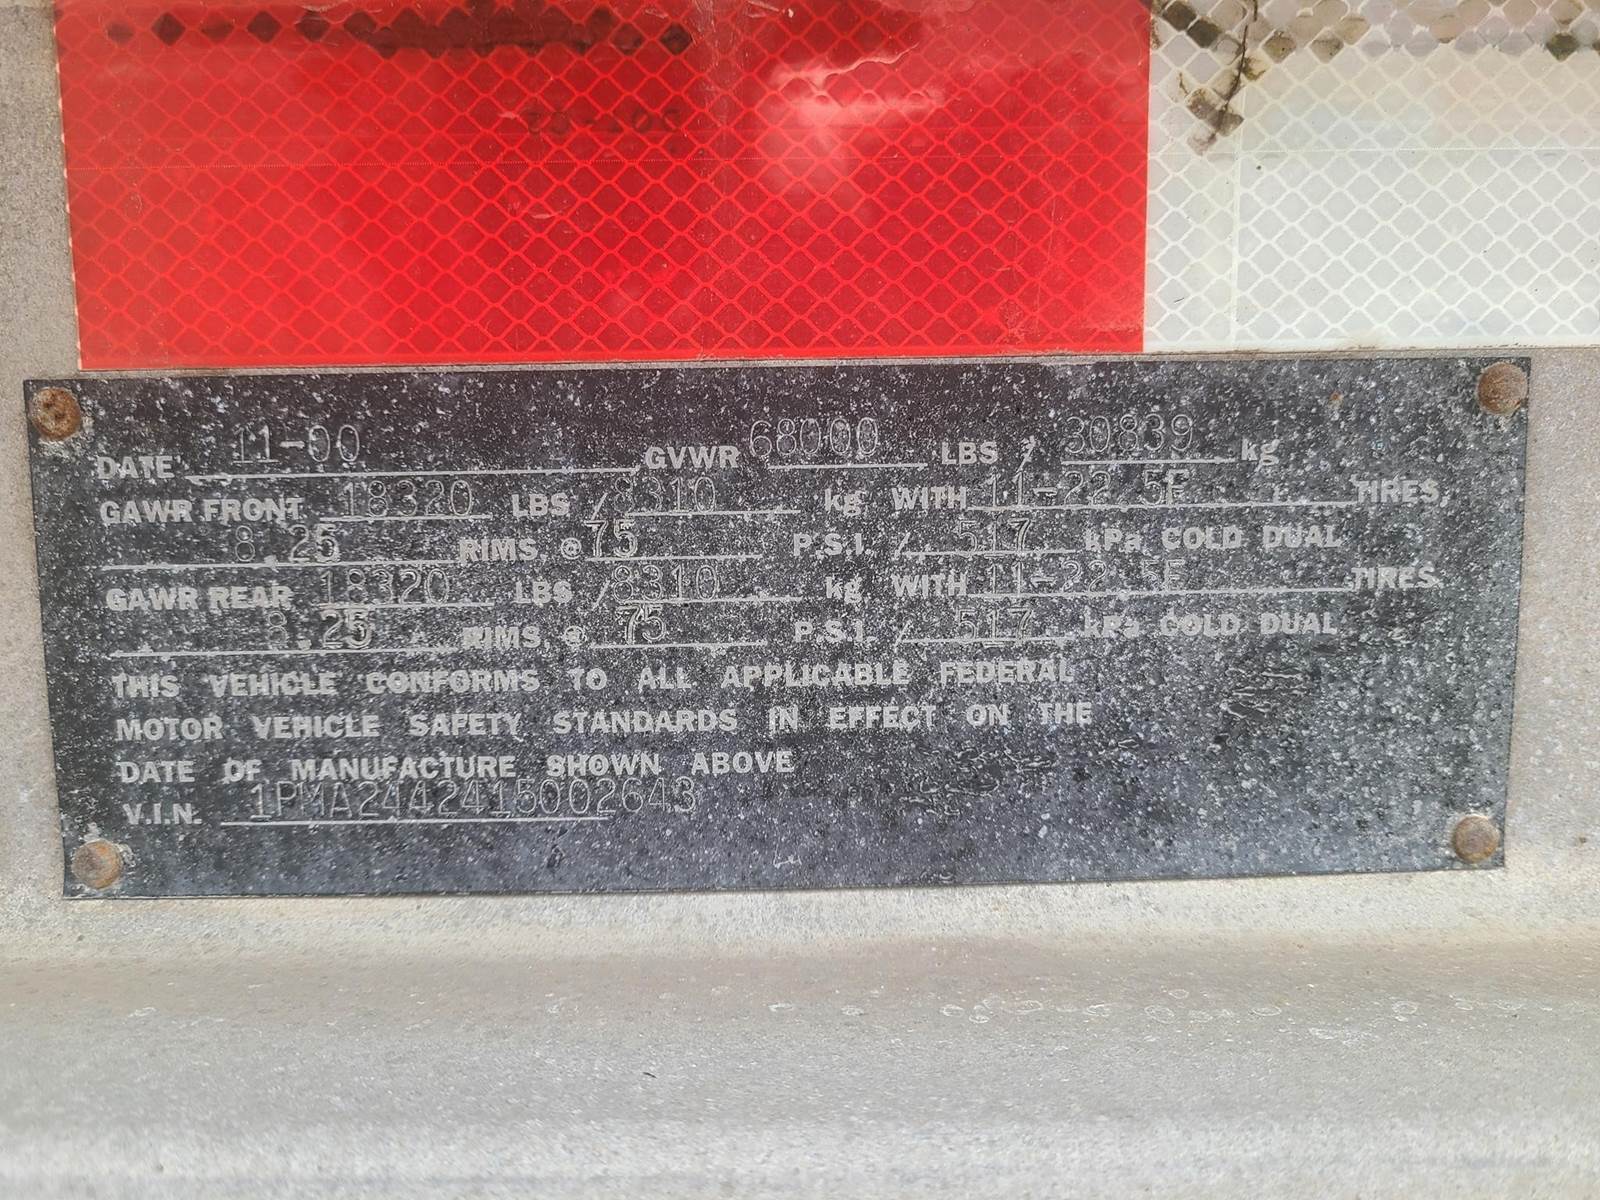 DATE 11-00 GVWR 68000 LBS / 30839 kg
GAWR FRONT 18320 LBS / 8310 kg WITH 11-22.5F TIRES,
8.25 RIMS, @ 75 P.S.I. / 517 kPa COLD DUAL
GAWR REAR 18320 LBS / 8310 kg WITH 11-22.5F TIRES
8.25 RIMS, @ 75 P.S.I. / 517 kPa COLD DUAL
THIS VEHICLE CONFORMS TO ALL APPLICABLE FEDERAL
MOTOR VEHICLE SAFETY STANDARDS IN EFFECT ON THE
DATE OF MANUFACTURE SHOWN ABOVE
V.I.N. 1PMA2442415002643